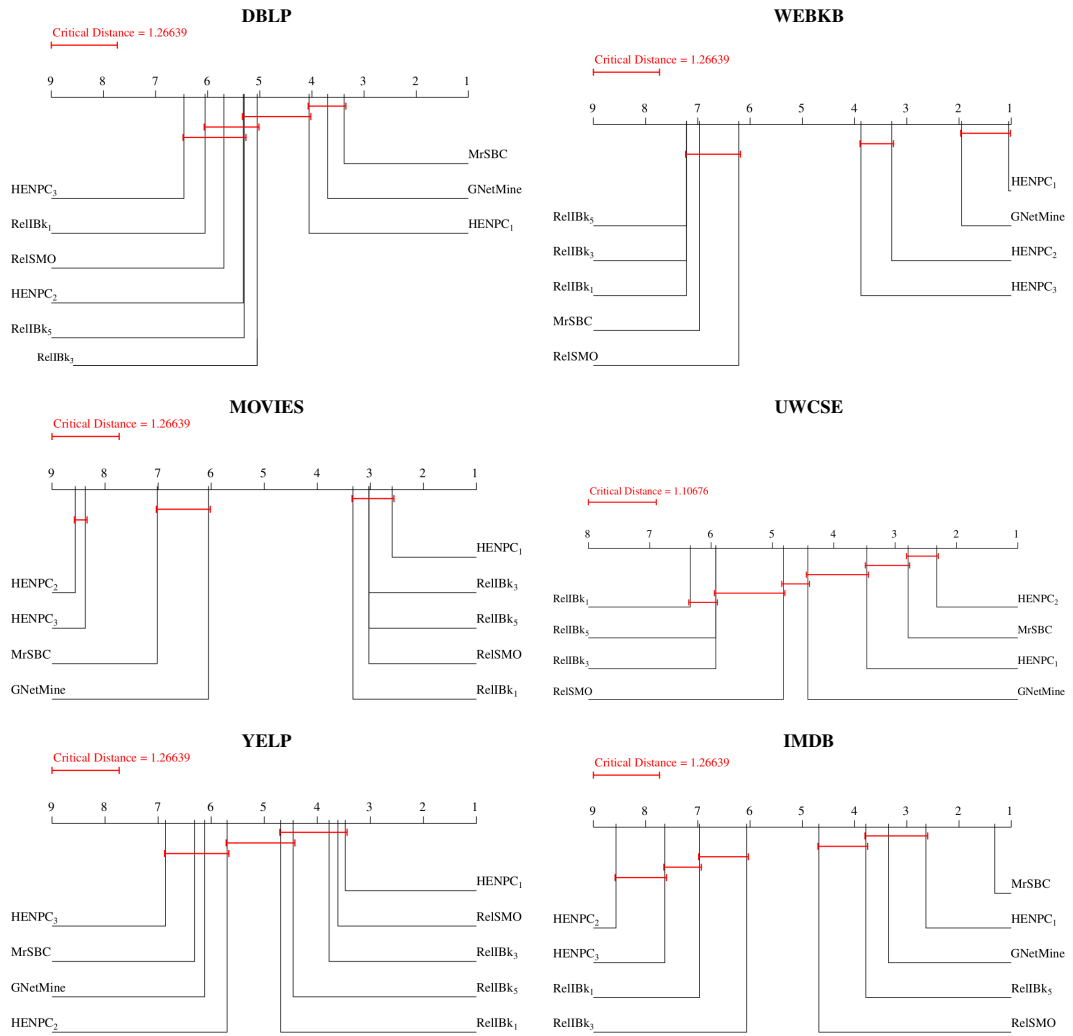 DBLP
Critical Distance = 1.26639
9 8 7 6 5 4 3 2 1
MrSBC
HENPC₃ GNetMine
RelIBk₁ HENPC₁
RelSMO
HENPC₂
RelIBk₅
RelIBk₃
WEBKB
Critical Distance = 1.26639
9 8 7 6 5 4 3 2 1
HENPC₁
RelIBk₅ GNetMine
RelIBk₃ HENPC₂
RelIBk₁ HENPC₃
MrSBC
RelSMO
MOVIES
Critical Distance = 1.26639
9 8 7 6 5 4 3 2 1
HENPC₁
HENPC₂ RelIBk₃
HENPC₃ RelIBk₅
MrSBC RelSMO
GNetMine RelIBk₁
UWCSE
Critical Distance = 1.10676
8 7 6 5 4 3 2 1
RelIBk₁ HENPC₂
RelIBk₅ MrSBC
RelIBk₃ HENPC₁
RelSMO GNetMine
YELP
Critical Distance = 1.26639
9 8 7 6 5 4 3 2 1
HENPC₁
HENPC₃ RelSMO
MrSBC RelIBk₃
GNetMine RelIBk₅
HENPC₂ RelIBk₁
IMDB
Critical Distance = 1.26639
9 8 7 6 5 4 3 2 1
MrSBC
HENPC₂ HENPC₁
HENPC₃ GNetMine
RelIBk₁ RelIBk₅
RelIBk₃ RelSMO